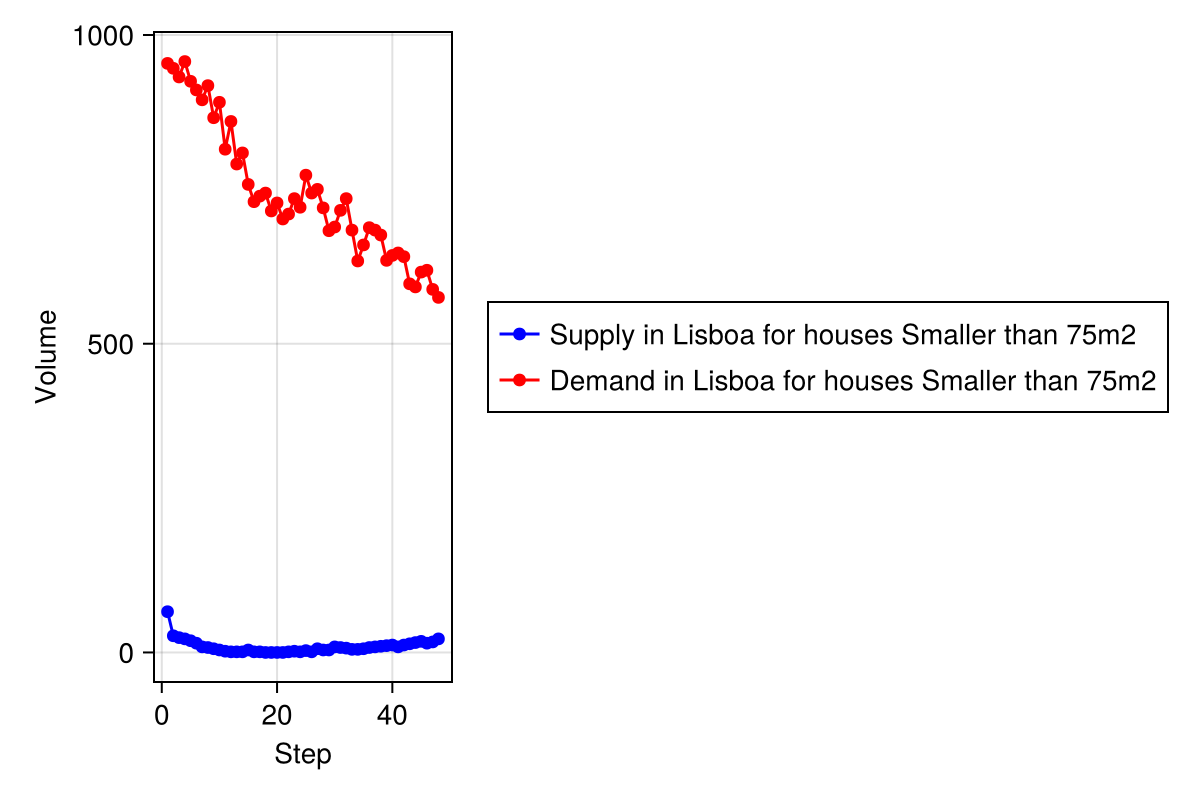 1000
500
0
Volume
0 20 40
Step
Supply in Lisboa for houses Smaller than 75m2
Demand in Lisboa for houses Smaller than 75m2